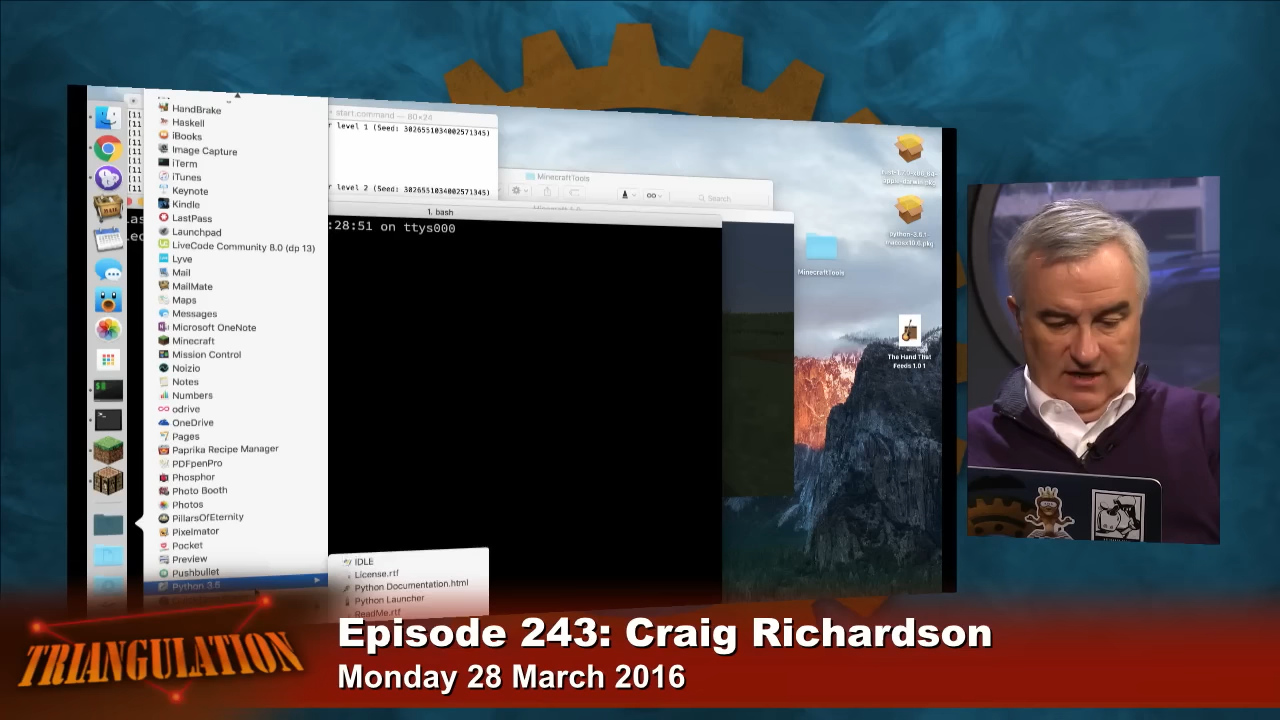 HandBrake
Haskell
iBooks
Image Capture
iTerm
iTunes
Keynote
Kindle
LastPass
Launchpad
LiveCode Community 8.0 (dp 13)
Lyve
Mail
MailMate
Maps
Messages
Microsoft OneNote
Minecraft
Mission Control
Noizio
Notes
Numbers
odrive
OneDrive
Pages
Paprika Recipe Manager
PDFpenPro
Phosphor
Photo Booth
Photos
PillarsOfEternity
Pixelmator
Pocket
Preview
Pushbullet
Python 3.5
IDLE
License.rtf
Python Documentation.html
Python Launcher
ReadMe.rtf
start.command — 80×24
r level 1 (Seed: 3026551034002571345)
r level 2 (Seed: 3026551034002571345)
MinecraftTools
Search
1. bash
:28:51 on ttys000
MinecraftTools
The Hand That
Feeds 1.0 1
TRIANGULATION
Episode 243: Craig Richardson
Monday 28 March 2016